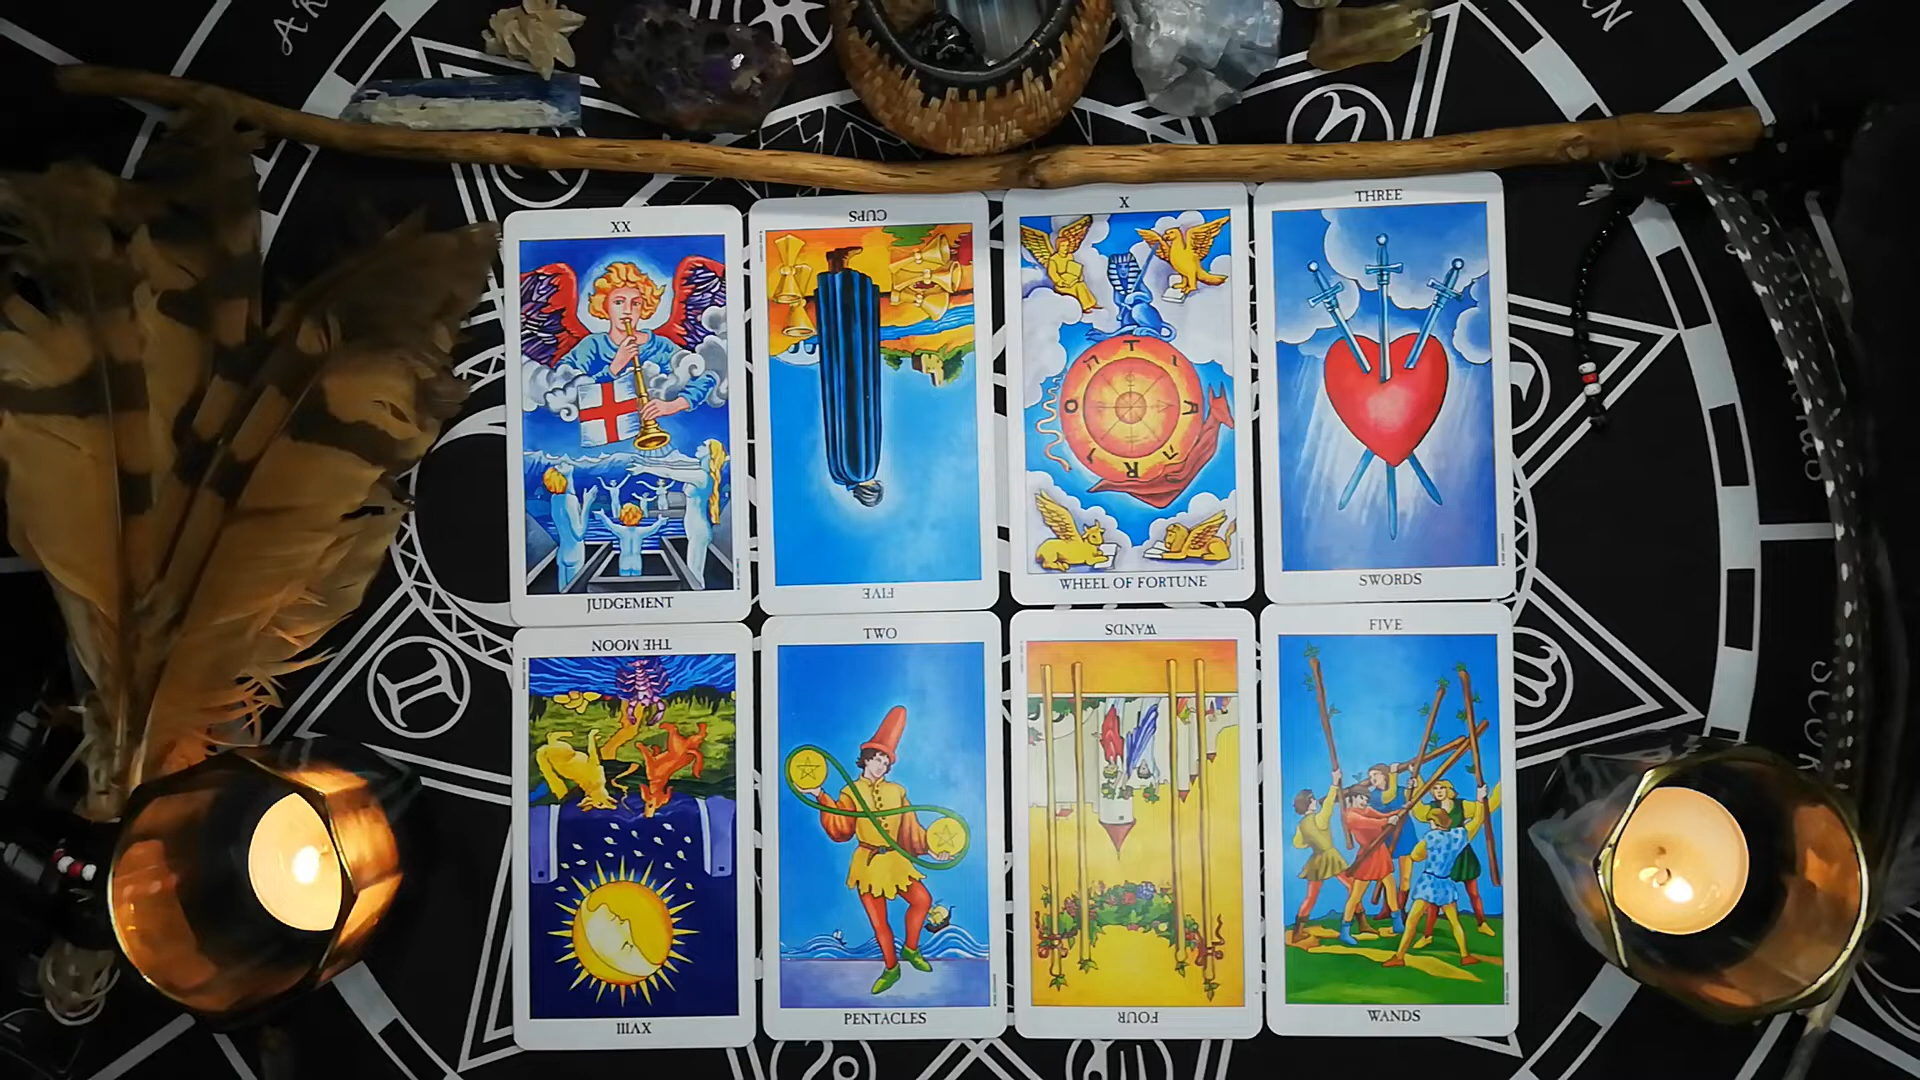 XX
JUDGEMENT
CUPS
FIVE
X
WHEEL OF FORTUNE
THREE
SWORDS
THE MOON
XVIII
TWO
PENTACLES
WANDS
FOUR
FIVE
WANDS